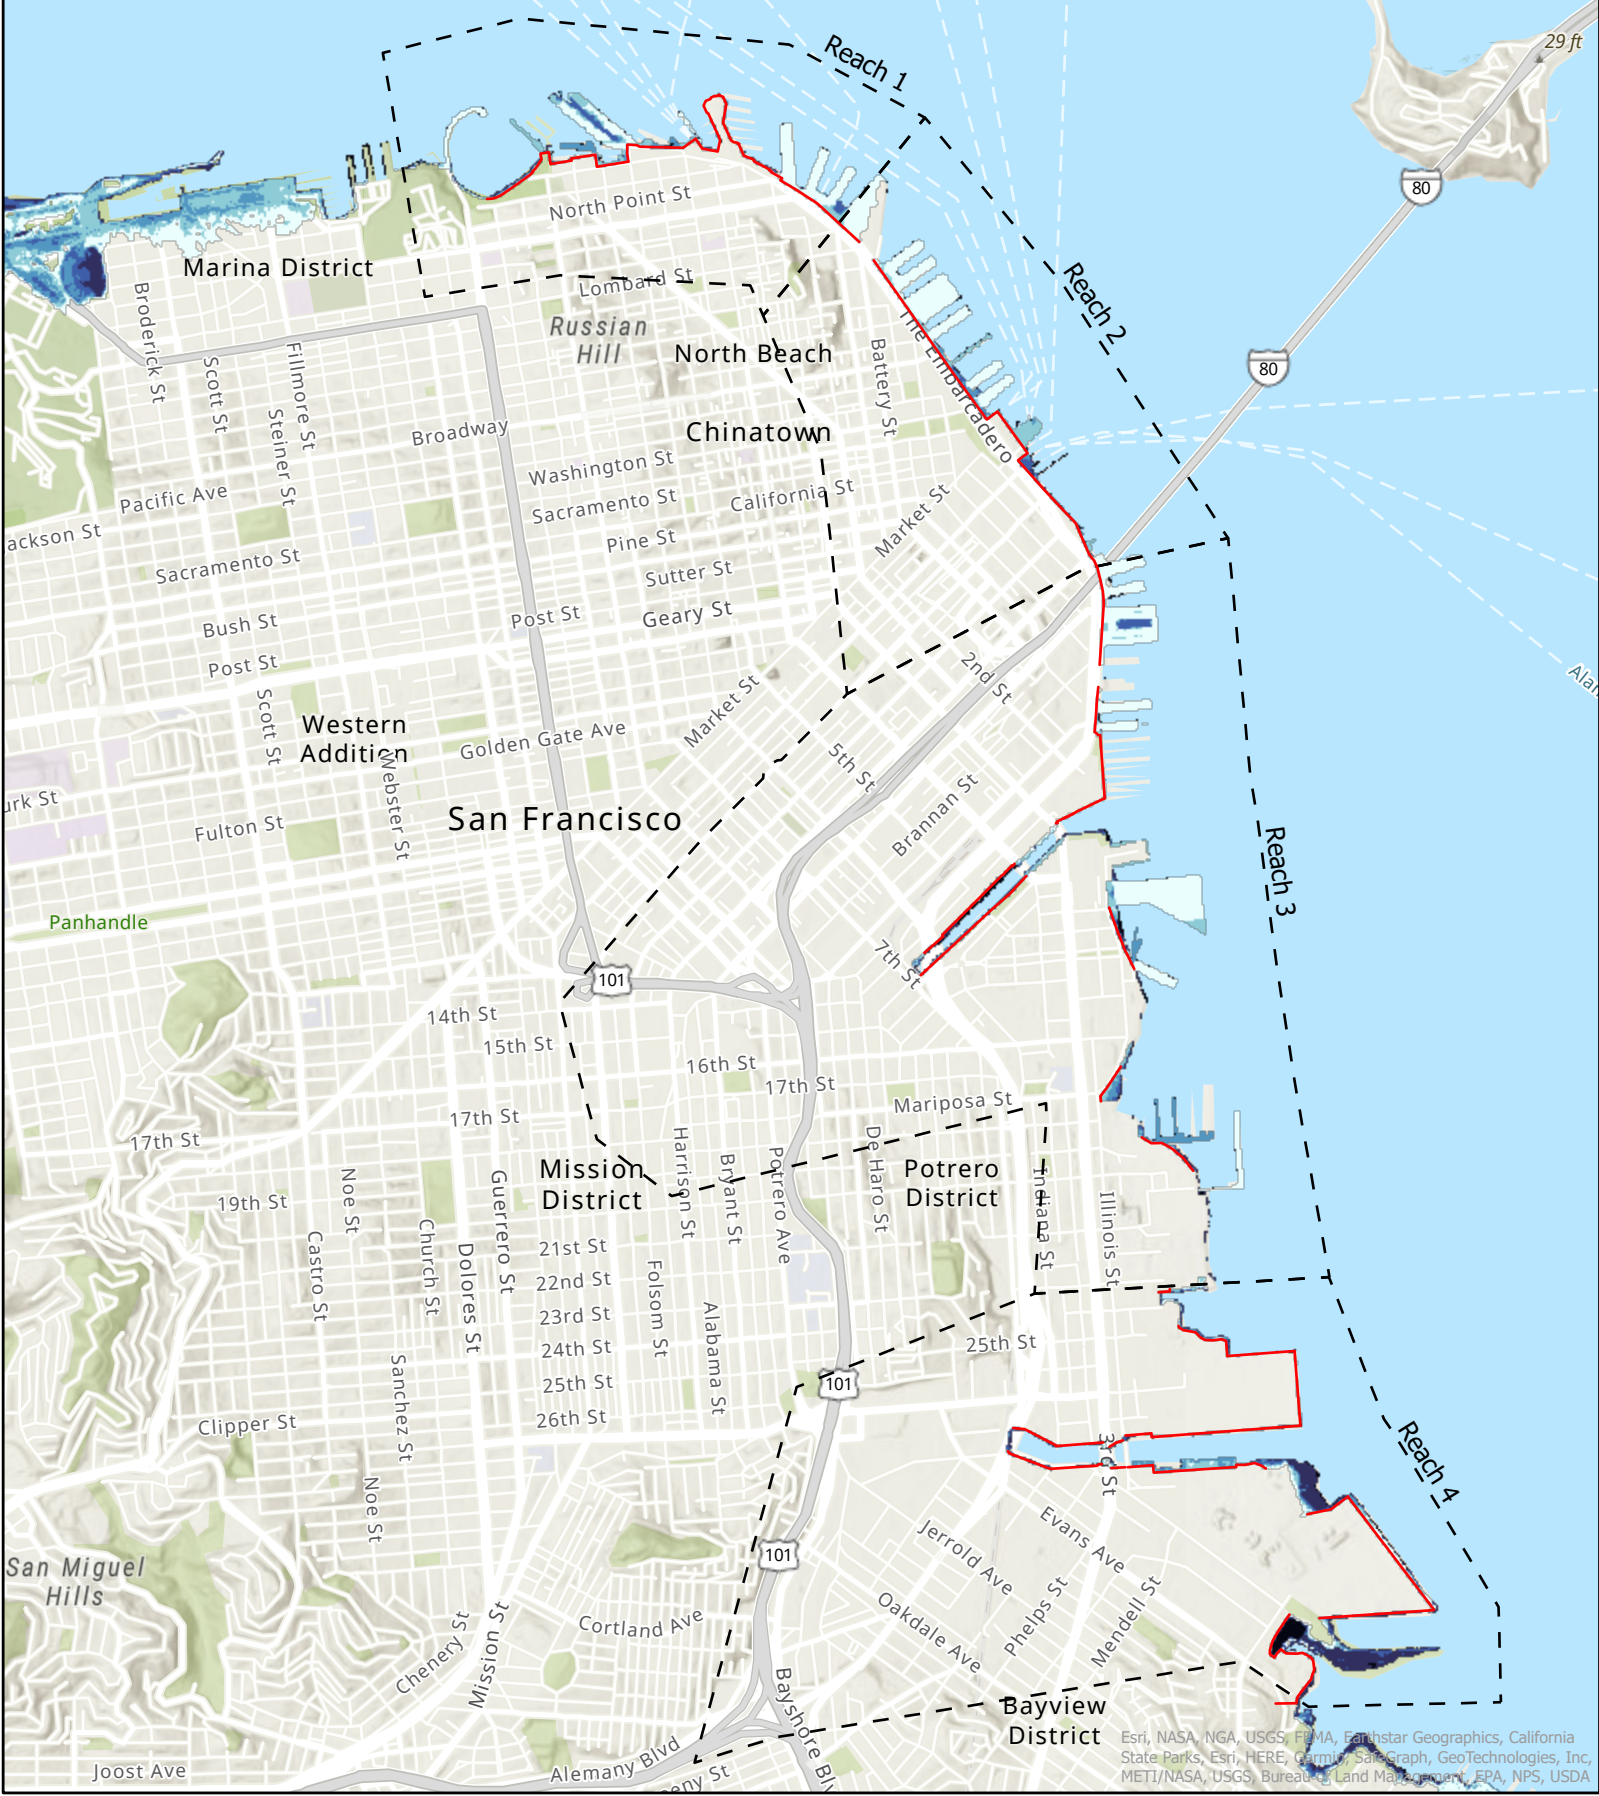 29 ft
Reach 1
80
North Point St
Marina District
Lombard St
Reach 2
Broderick St
Russian
Hill
North Beach
The Embarcadero
80
Scott St
Fillmore St
Battery St
Steiner St
Broadway
Chinatown
Washington St
Pacific Ave
Sacramento St
California St
Market St
ackson St
Pine St
Sacramento St
Sutter St
Post St
Geary St
Bush St
Post St
2nd St
Alan
Scott St
Market St
Western
Addition
Golden Gate Ave
5th St
Webster St
urk St
Brannan St
San Francisco
Fulton St
Reach 3
Panhandle
7th St
101
14th St
15th St
16th St
17th St
Mariposa St
17th St
17th St
Mission
District
Harrison St
Bryant St
Potrero Ave
De Haro St
Potrero
District
Indiana St
Illinois St
19th St
Noe St
Guerrero St
Church St
Castro St
Dolores St
21st St
22nd St
23rd St
24th St
25th St
26th St
Folsom St
Alabama St
25th St
Sanchez St
101
Clipper St
3rd St
Reach 4
Noe St
Evans Ave
Jerrold Ave
101
San Miguel
Hills
Phelps St
Mendell St
Oakdale Ave
Cortland Ave
Chenery St
Mission St
Bayshore Blv
Bayview
District
Alemany Blvd
Joost Ave
eny St
Esri, NASA, NGA, USGS, FEMA, Earthstar Geographics, California
State Parks, Esri, HERE, Garmin, SafeGraph, GeoTechnologies, Inc,
METI/NASA, USGS, Bureau of Land Management, EPA, NPS, USDA